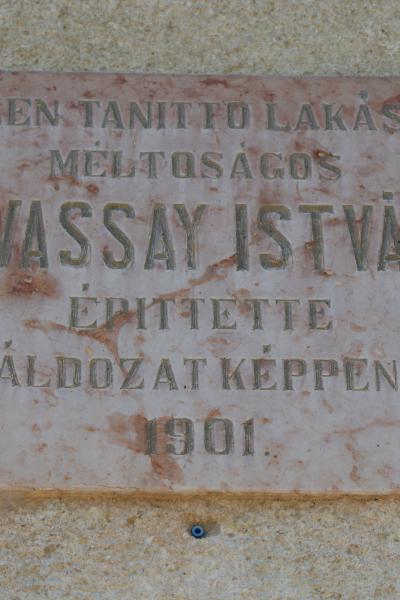 EN TANITTO LAKÁS
MÉLTOSÁGOS
VASSAY ISTVÁ
ÉPITTETTE
ÁLDOZAT KÉPPEN
1901.